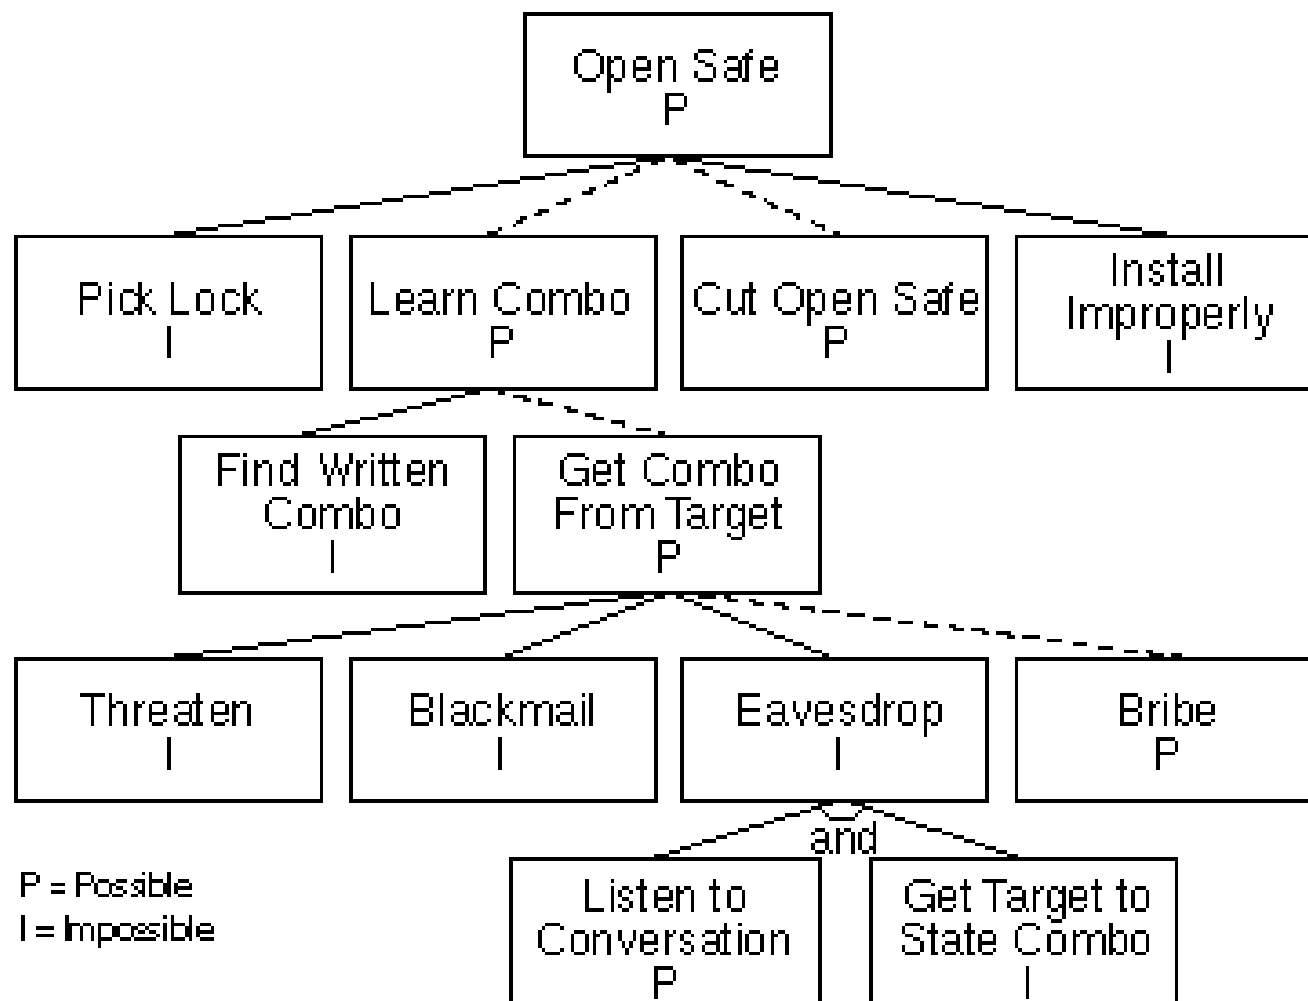 Open Safe
P
Pick Lock
I
Learn Combo
P
Cut Open Safe
P
Install
Improperly
I
Find Written
Combo
I
Get Combo
From Target
P
Threaten
I
Blackmail
I
Eavesdrop
I
Bribe
P
and
P = Possible
I = Impossible
Listen to
Conversation
P
Get Target to
State Combo
I